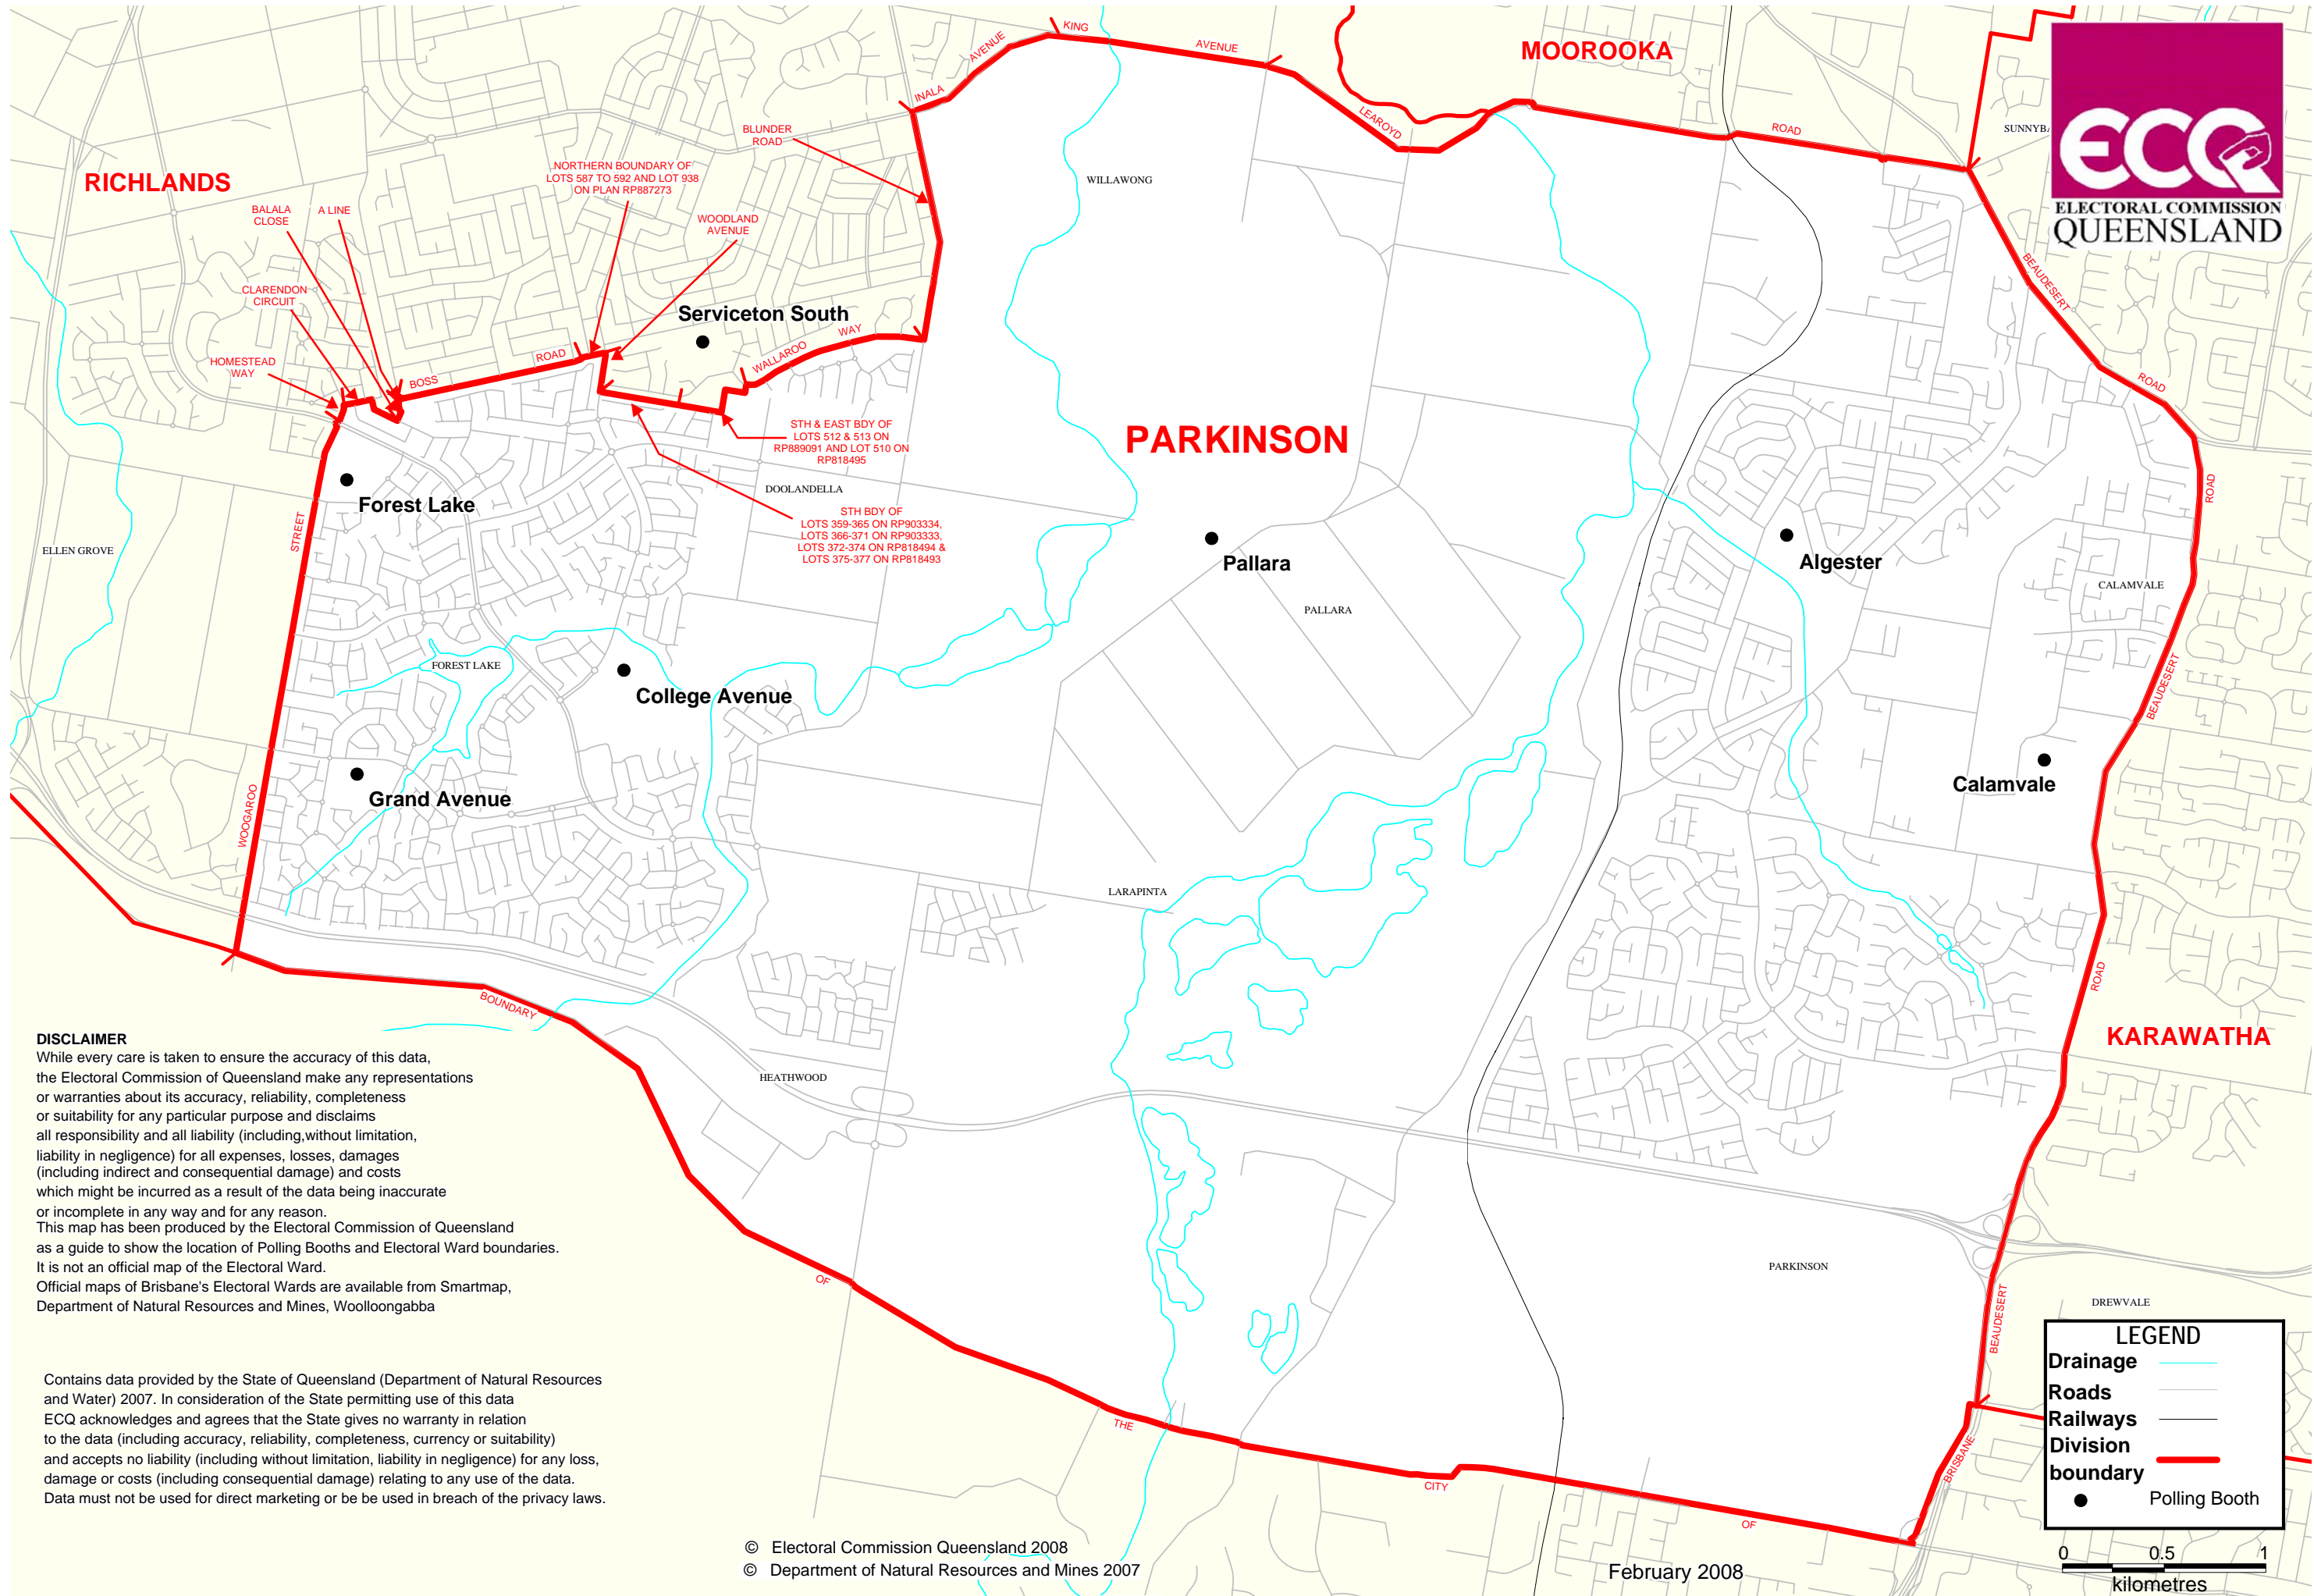 KING
AVENUE
AVENUE
INALA
MOOROOKA
LEAROYD
ROAD
SUNNYBA
ECQ
ELECTORAL COMMISSION
QUEENSLAND
RICHLANDS
BLUNDER
ROAD
NORTHERN BOUNDARY OF
LOTS 587 TO 592 AND LOT 938
ON PLAN RP887273
BALALA
CLOSE
A LINE
WOODLAND
AVENUE
WILLAWONG
CLARENDON
CIRCUIT
Serviceton South
WAY
WALLAROO
HOMESTEAD
WAY
ROAD
BOSS
BEAUDESERT
ROAD
STH & EAST BDY OF
LOTS 512 & 513 ON
RP889091 AND LOT 510 ON
RP818495
PARKINSON
DOOLANDELLA
STH BDY OF
LOTS 359-365 ON RP903334,
LOTS 366-371 ON RP903333,
LOTS 372-374 ON RP818494 &
LOTS 375-377 ON RP818493
Forest Lake
STREET
ELLEN GROVE
ROAD
Pallara
PALLARA
Algester
CALAMVALE
FOREST LAKE
College Avenue
BEAUDESERT
Calamvale
Grand Avenue
WOOGAROO
LARAPINTA
ROAD
BOUNDARY
KARAWATHA
HEATHWOOD
DISCLAIMER
While every care is taken to ensure the accuracy of this data,
the Electoral Commission of Queensland make any representations
or warranties about its accuracy, reliability, completeness
or suitability for any particular purpose and disclaims
all responsibility and all liability (including,without limitation,
liability in negligence) for all expenses, losses, damages
(including indirect and consequential damage) and costs
which might be incurred as a result of the data being inaccurate
or incomplete in any way and for any reason.
This map has been produced by the Electoral Commission of Queensland
as a guide to show the location of Polling Booths and Electoral Ward boundaries.
It is not an official map of the Electoral Ward.
Official maps of Brisbane's Electoral Wards are available from Smartmap,
Department of Natural Resources and Mines, Woolloongabba
OF
PARKINSON
DREWVALE
BEAUDESERT
Contains data provided by the State of Queensland (Department of Natural Resources
and Water) 2007. In consideration of the State permitting use of this data
ECQ acknowledges and agrees that the State gives no warranty in relation
to the data (including accuracy, reliability, completeness, currency or suitability)
and accepts no liability (including without limitation, liability in negligence) for any loss,
damage or costs (including consequential damage) relating to any use of the data.
Data must not be used for direct marketing or be be used in breach of the privacy laws.
THE
CITY
OF
BRISBANE
LEGEND
Drainage
Roads
Railways
Division
boundary
Polling Booth
© Electoral Commission Queensland 2008
© Department of Natural Resources and Mines 2007
February 2008
0 0.5 1
kilometres